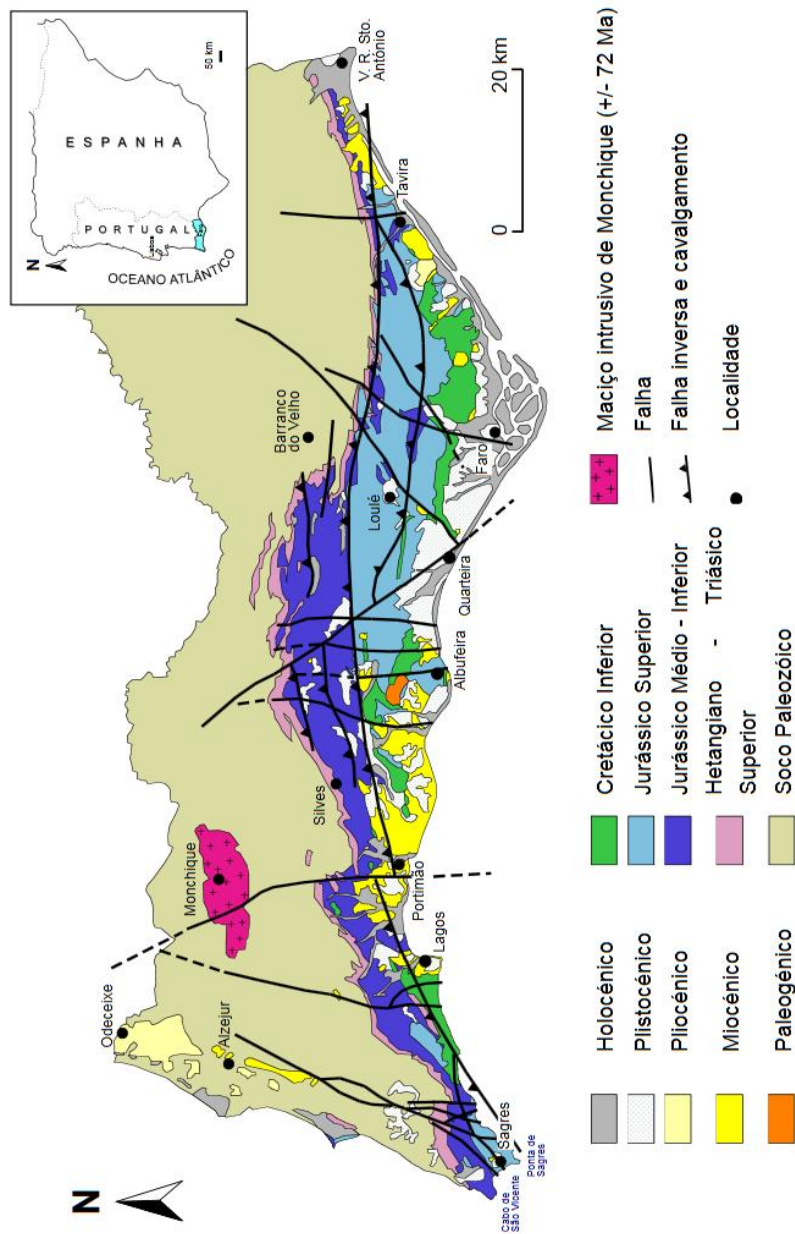 N
ESPANHA
PORTUGAL
Lisboa
OCEANO ATLÂNTICO
50 km
N
Odeceixe
Alzejur
Monchique
Barranco
do Velho
Silves
Loulé
Tavira
V. R. Sto.
António
Portimão
Lagos
Albufeira
Quarteira
Faro
Sagres
Cabo de
São Vicente
Ponta de
Sagres
0
20 km
Holocénico
Plistocénico
Pliocénico
Miocénico
Paleogénico
Cretácico Inferior
Jurássico Superior
Jurássico Médio - Inferior
Hetangiano - Triásico
Superior
Soco Paleozóico
Maciço intrusivo de Monchique (+/- 72 Ma)
Falha
Falha inversa e cavalgamento
Localidade